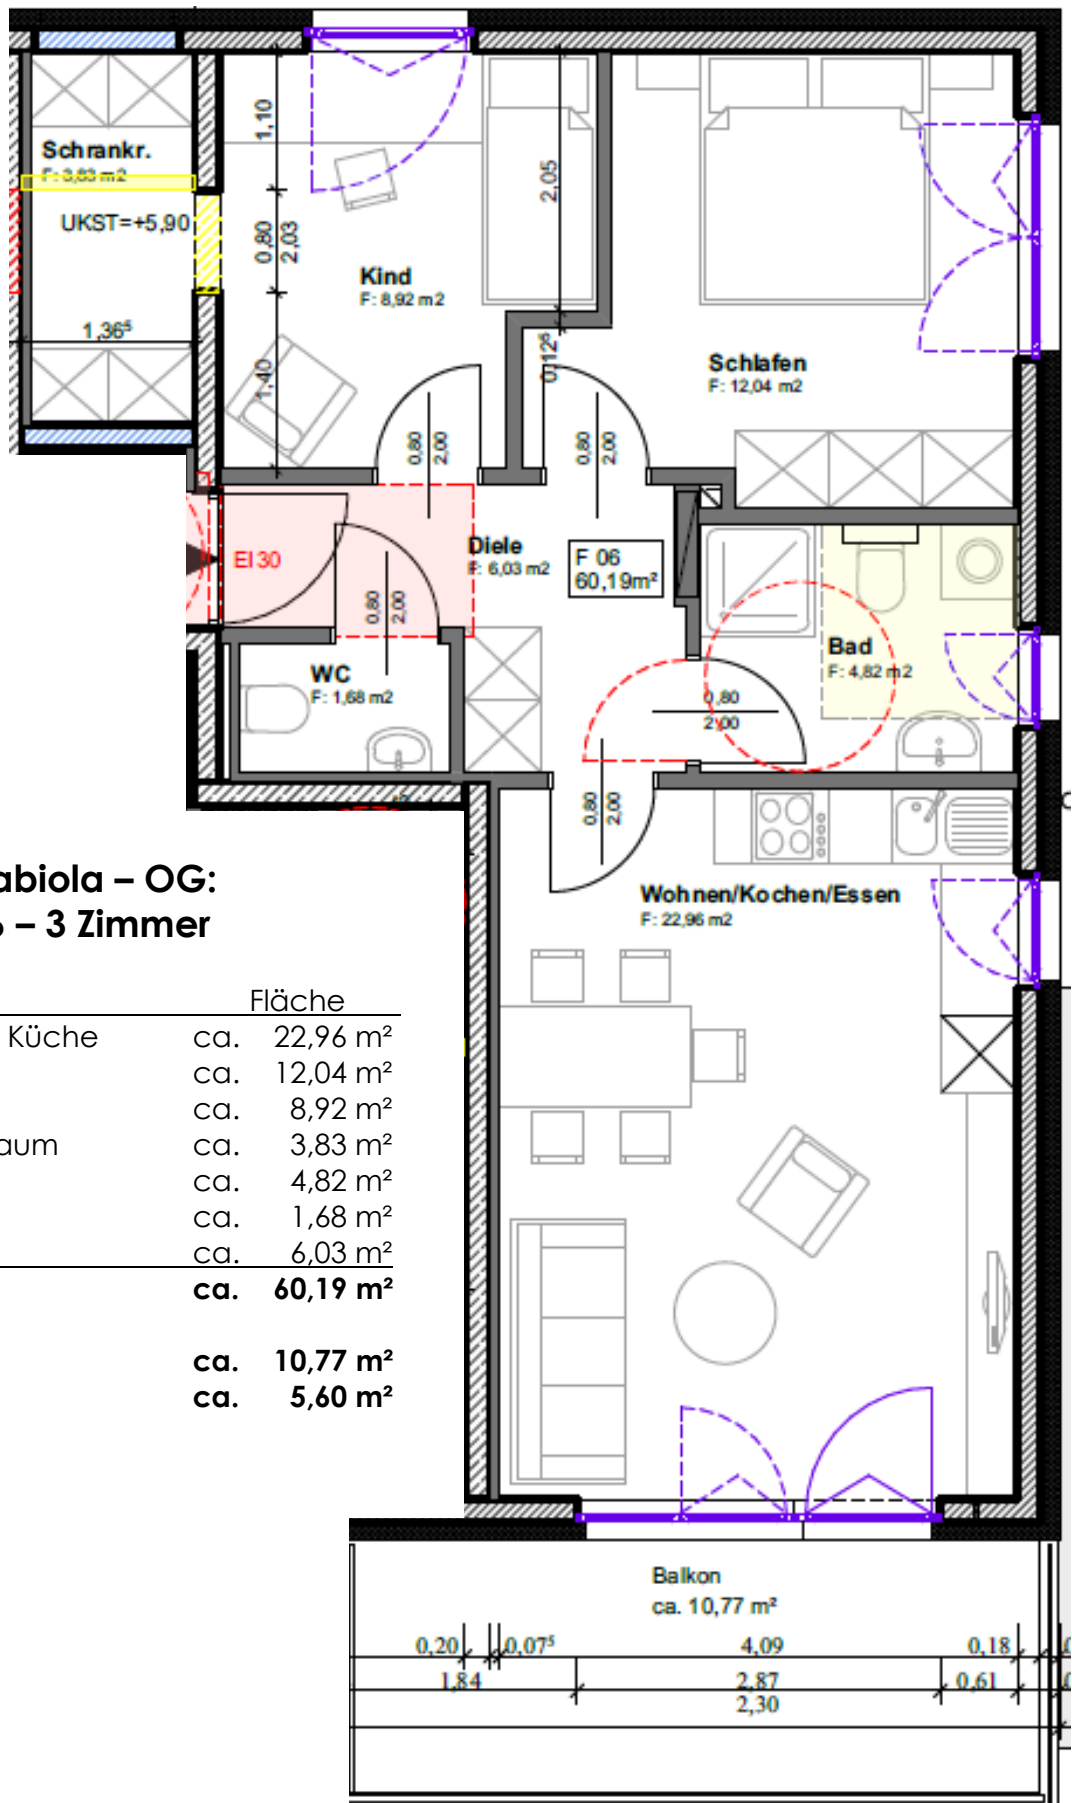 Schrankr.
F: 3,83 m2
UKST=+5,90
1,36⁵
1,10
0,80
2,03
1,40
Kind
F: 8,92 m2
2,05
0,12⁵
Schlafen
F: 12,04 m2
0,80
2,00
0,80
2,00
EI30
Diele
F: 6,03 m2
F 06
60,19m²
0,80
2,00
WC
F: 1,68 m2
Bad
F: 4,82 m2
0,80
2,00
0,80
2,00
Wohnen/Kochen/Essen
F: 22,96 m2
abiola – OG:
– 3 Zimmer
Fläche
Küche ca. 22,96 m²
ca. 12,04 m²
ca. 8,92 m²
aum ca. 3,83 m²
ca. 4,82 m²
ca. 1,68 m²
ca. 6,03 m²
ca. 60,19 m²
ca. 10,77 m²
ca. 5,60 m²
Balkon
ca. 10,77 m²
0,20 0,07⁵ 4,09 0,18
1,84 2,87 0,61
2,30